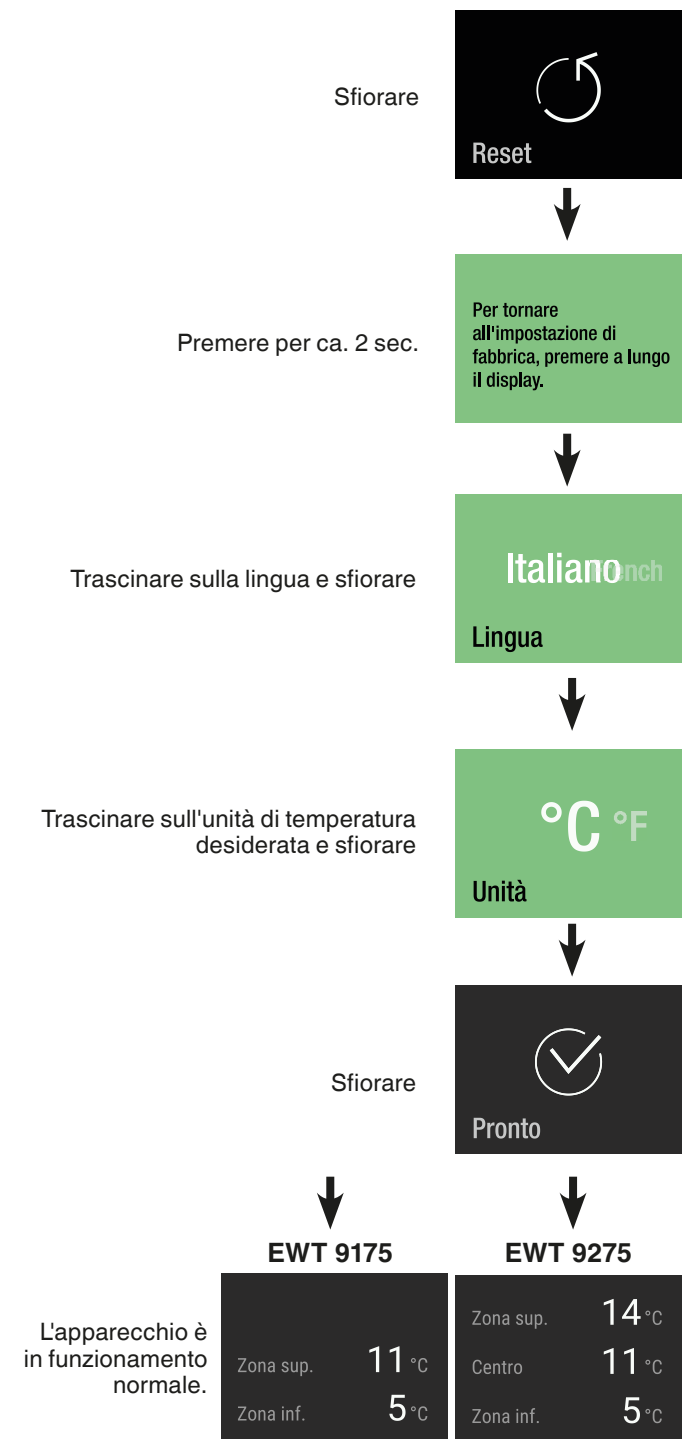 Sfiorare
Reset
Premere per ca. 2 sec.
Per tornare
all'impostazione di
fabbrica, premere a lungo
il display.
Trascinare sulla lingua e sfiorare
Italiano French
Lingua
Trascinare sull'unità di temperatura
desiderata e sfiorare
°C °F
Unità
Sfiorare
Pronto
EWT 9175
EWT 9275
L'apparecchio è
in funzionamento
normale.
Zona sup. 11 °C
Zona inf. 5 °C
Zona sup. 14 °C
Centro 11 °C
Zona inf. 5 °C